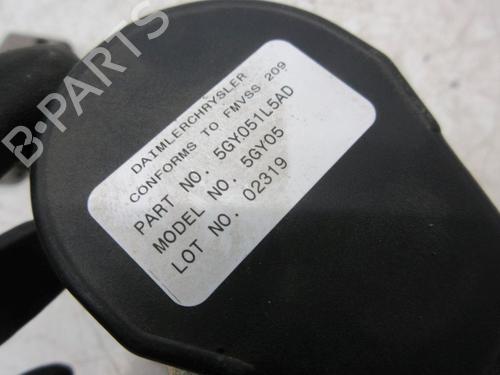 B-PARTS
DAIMLERCHRYSLER
CONFORMS TO FMVSS 209
PART NO. 5GY051L5AD
MODEL NO. 5GY05
LOT NO. 02319